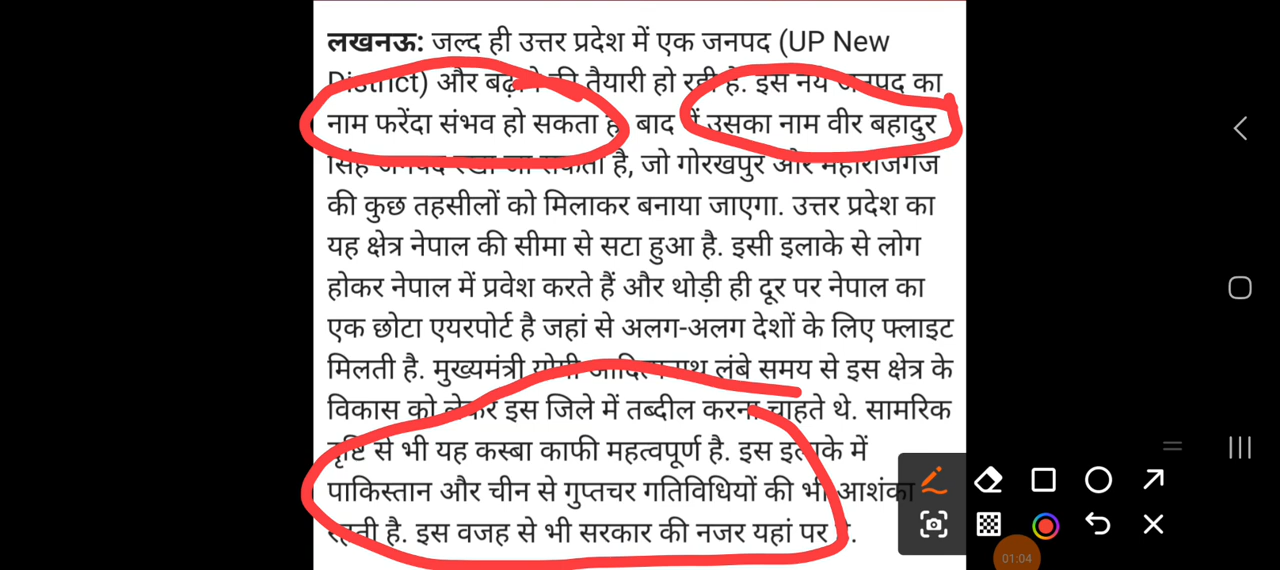 लखनऊ: जल्द ही उत्तर प्रदेश में एक जनपद (UP New
District) और बढ़ाने की तैयारी हो रही है. इस नये जनपद का
नाम फरेंदा संभव हो सकता है. बाद में उसका नाम वीर बहादुर
सिंह जनपद रखा जा सकता है, जो गोरखपुर और महाराजगंज
की कुछ तहसीलों को मिलाकर बनाया जाएगा. उत्तर प्रदेश का
यह क्षेत्र नेपाल की सीमा से सटा हुआ है. इसी इलाके से लोग
होकर नेपाल में प्रवेश करते हैं और थोड़ी ही दूर पर नेपाल का
एक छोटा एयरपोर्ट है जहां से अलग-अलग देशों के लिए फ्लाइट
मिलती है. मुख्यमंत्री योगी आदित्यनाथ लंबे समय से इस क्षेत्र के
विकास को लेकर इस जिले में तब्दील करना चाहते थे. सामरिक
दृष्टि से भी यह कस्बा काफी महत्वपूर्ण है. इस इलाके में
पाकिस्तान और चीन से गुप्तचर गतिविधियों की भी आशंका
रहती है. इस वजह से भी सरकार की नजर यहां पर है.
01:04